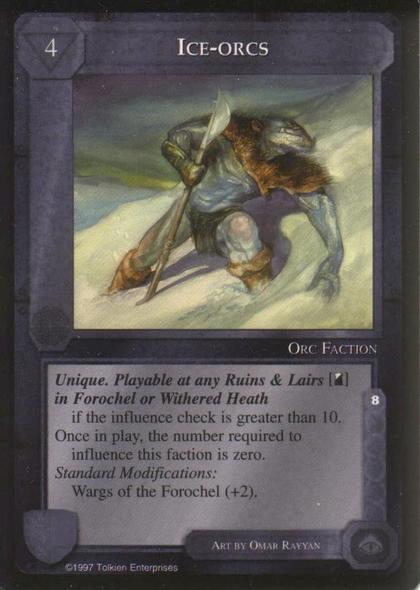 4
ICE-ORCS
ORC FACTION
Unique. Playable at any Ruins & Lairs []
in Forochel or Withered Heath
if the influence check is greater than 10.
Once in play, the number required to
influence this faction is zero.
Standard Modifications:
Wargs of the Forochel (+2).
8
ART BY OMAR RAYYAN
©1997 Tolkien Enterprises